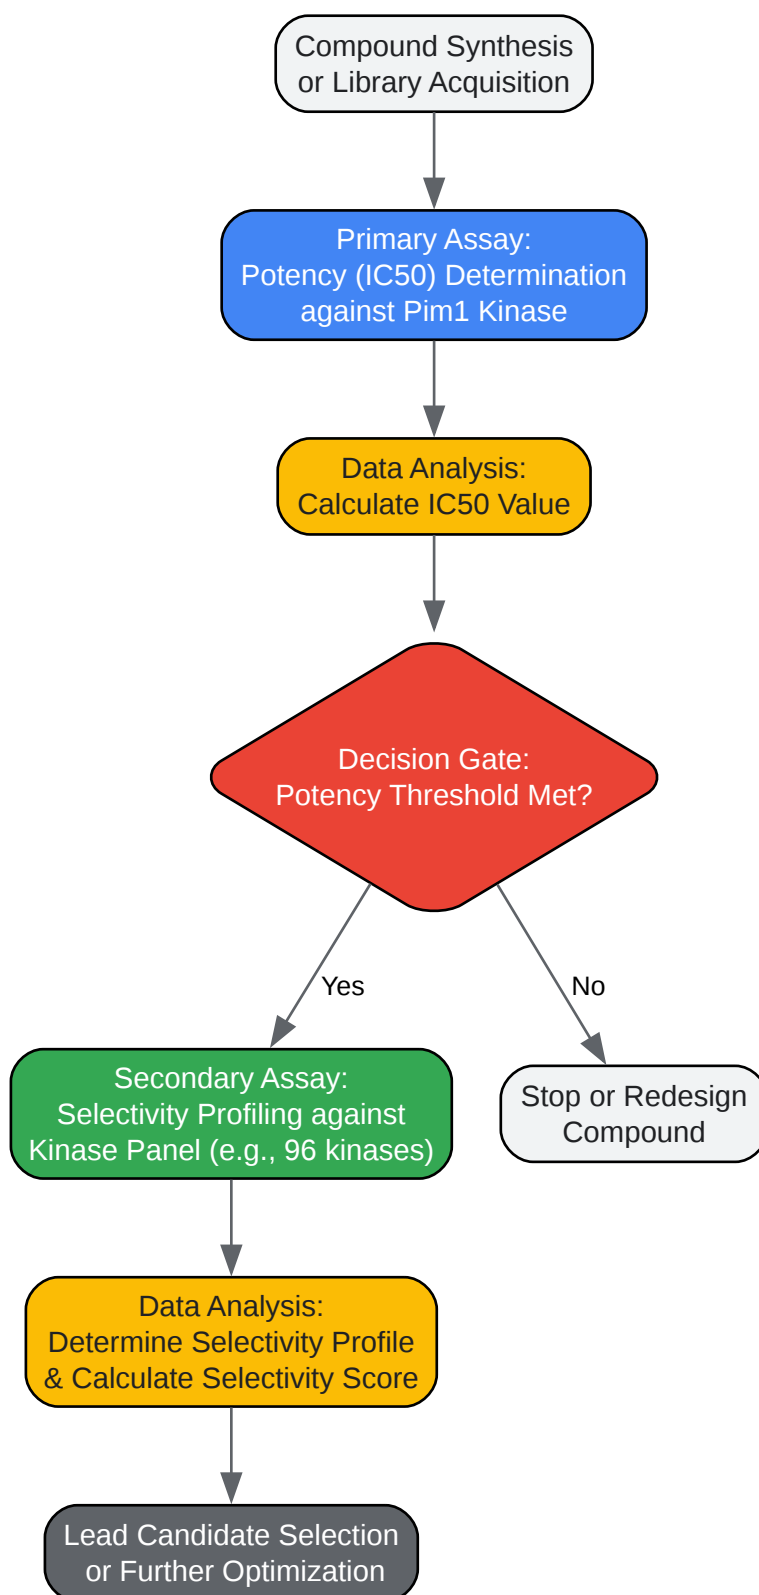 Compound Synthesis
or Library Acquisition
Primary Assay:
Potency (IC50) Determination
against Pim1 Kinase
Data Analysis:
Calculate IC50 Value
Decision Gate:
Potency Threshold Met?
Yes
No
Secondary Assay:
Selectivity Profiling against
Kinase Panel (e.g., 96 kinases)
Stop or Redesign
Compound
Data Analysis:
Determine Selectivity Profile
& Calculate Selectivity Score
Lead Candidate Selection
or Further Optimization